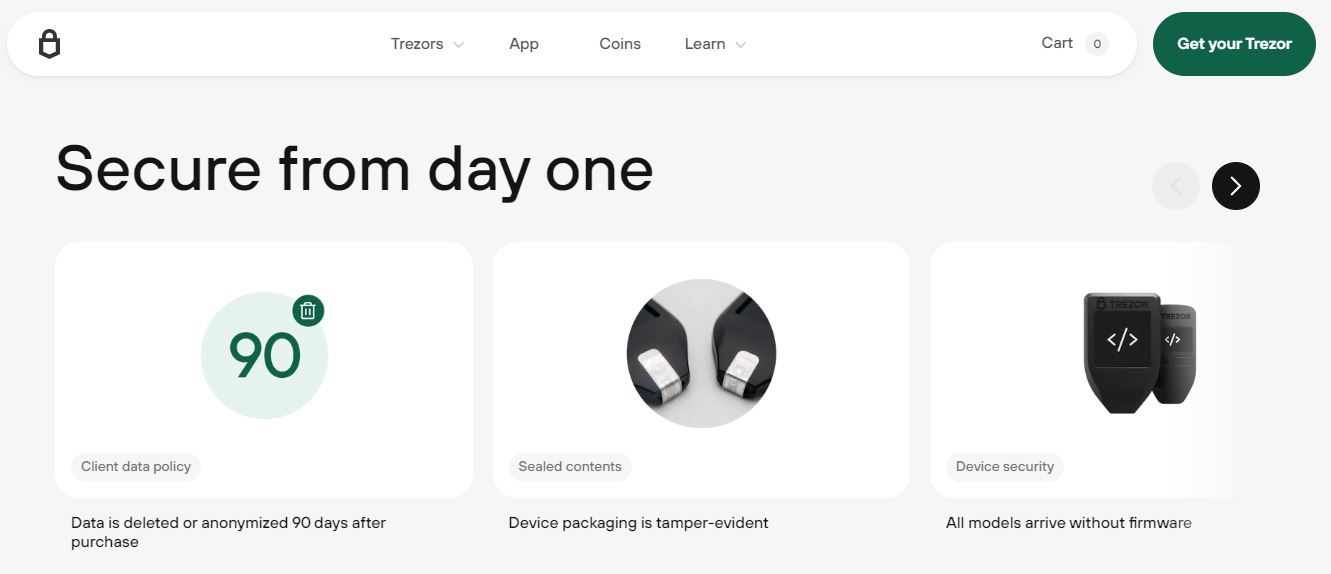 Trezors
App
Coins
Learn
Cart
0
Get your Trezor
Secure from day one
90
TREZOR
TREZOR
</>
</>
Client data policy
Sealed contents
Device security
Data is deleted or anonymized 90 days after
purchase
Device packaging is tamper-evident
All models arrive without firmware